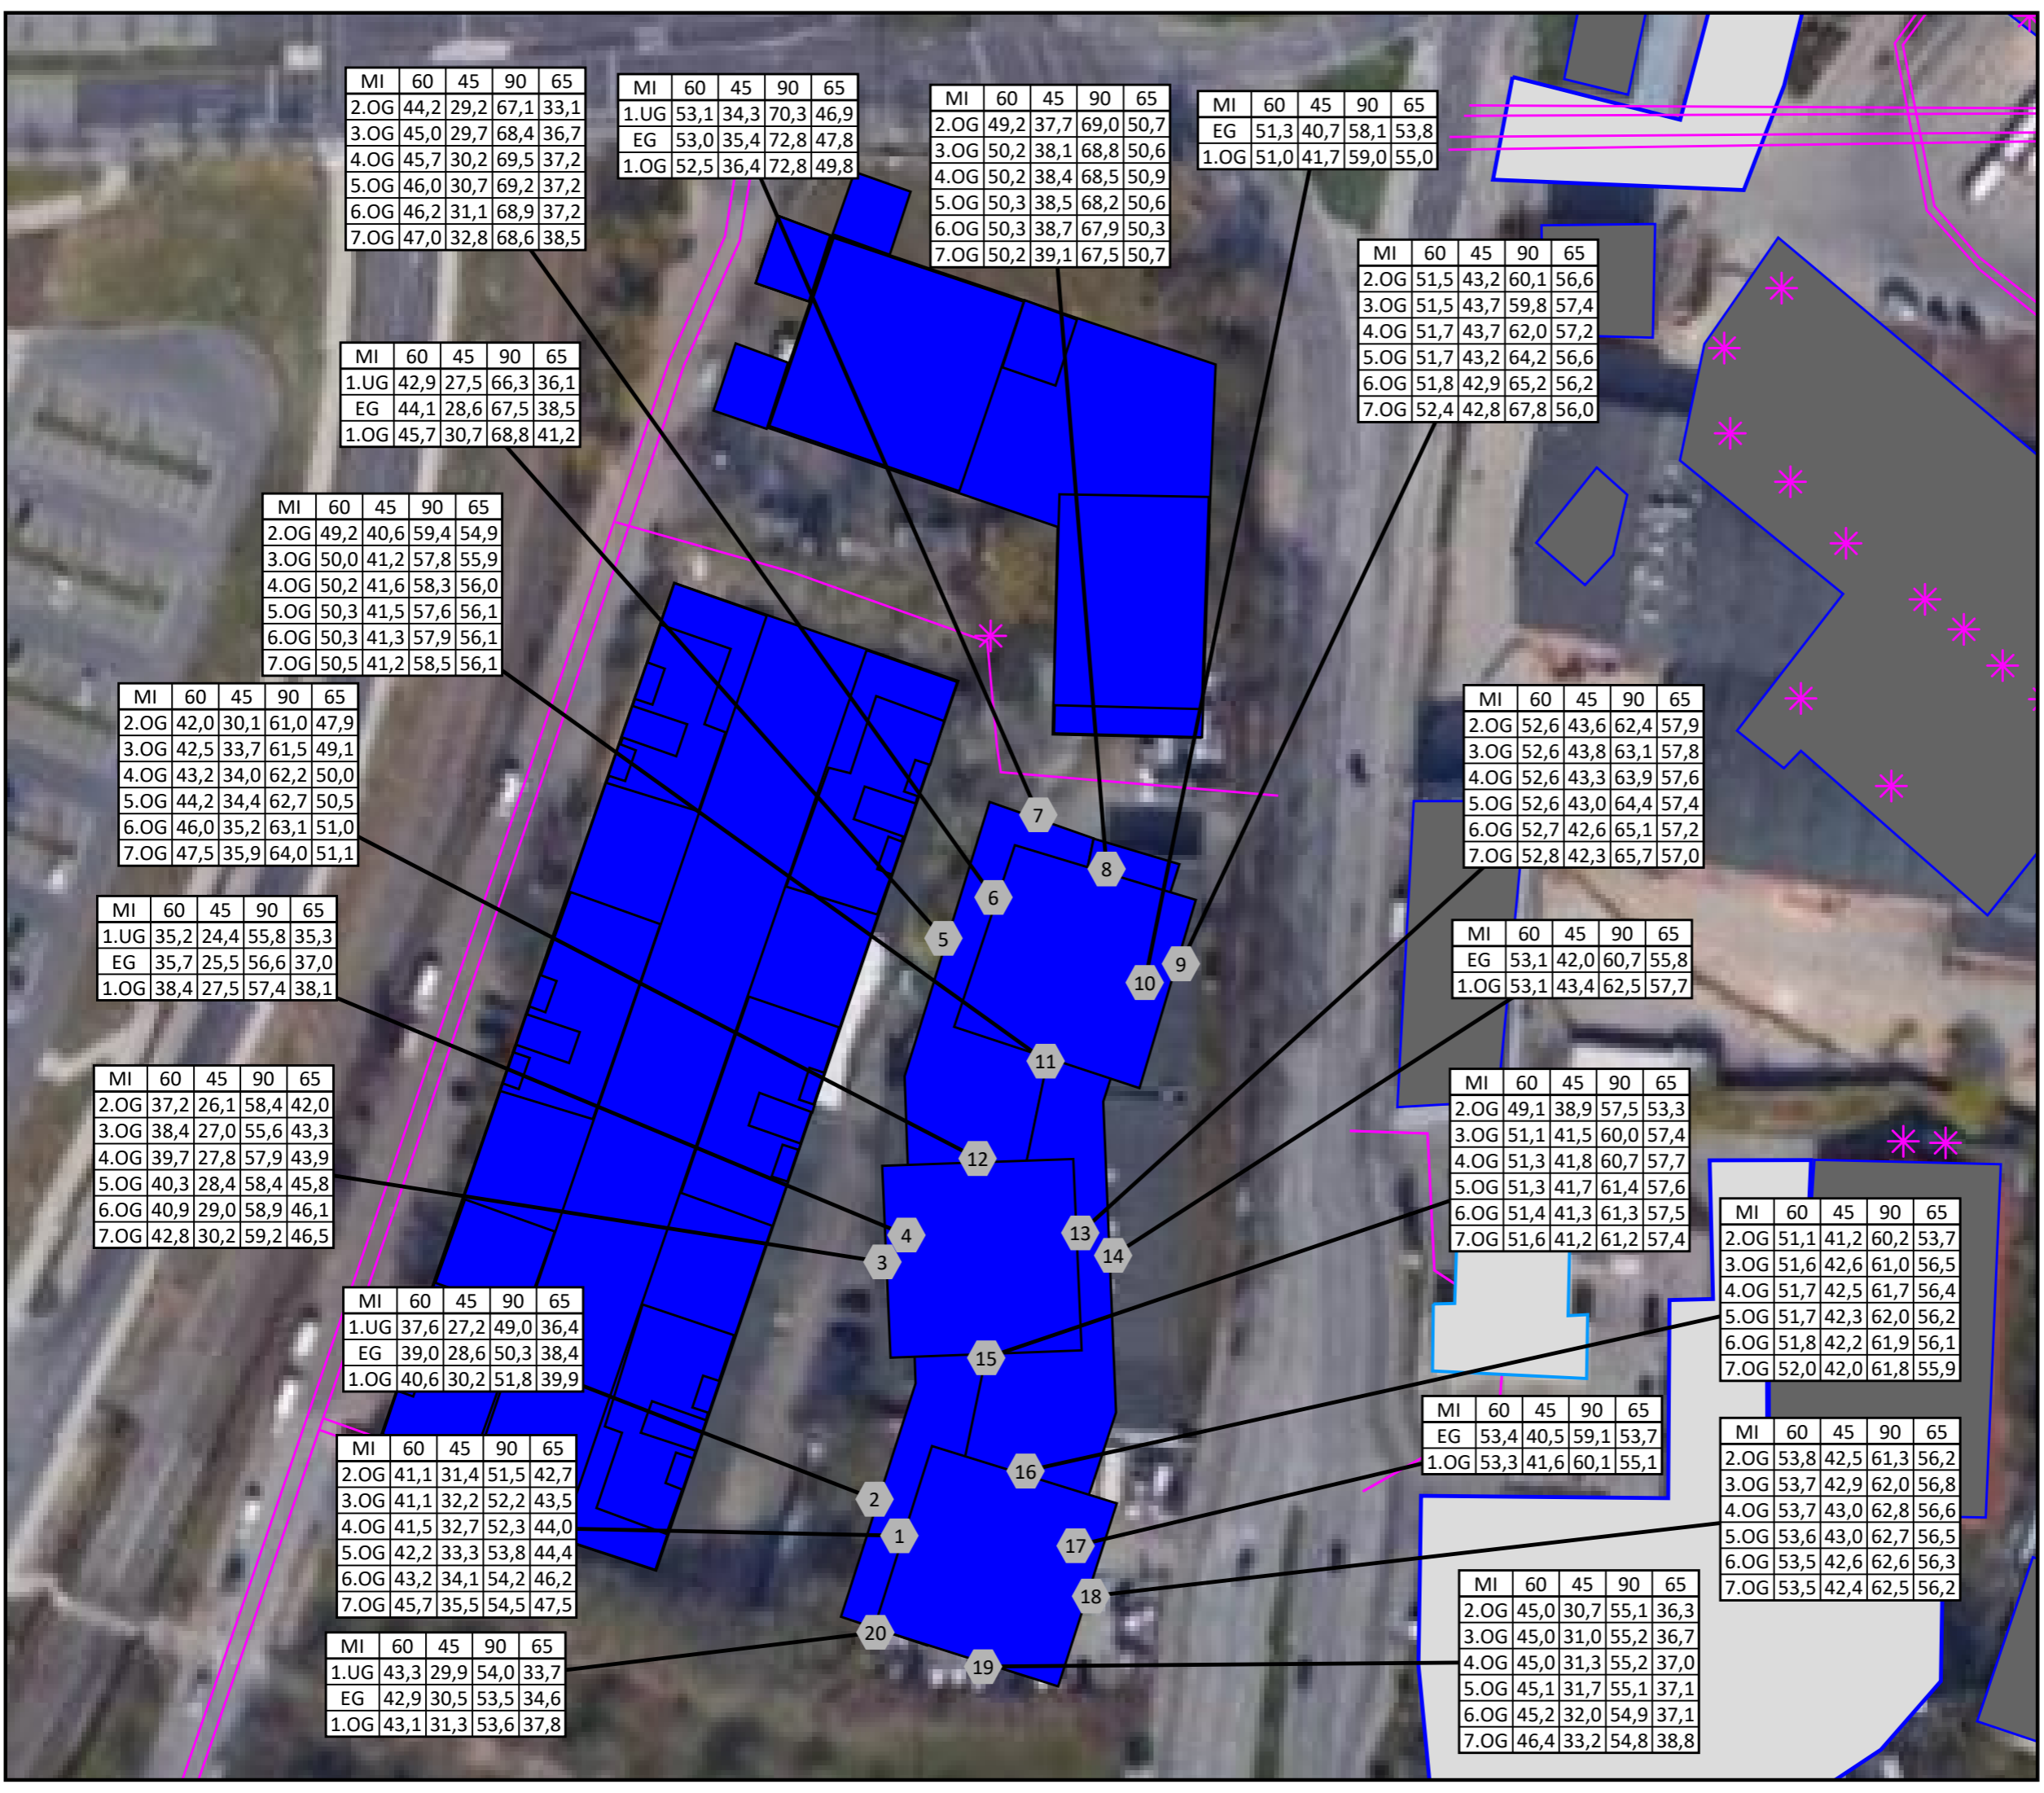 MI 60 45 90 65
2.OG 44,2 29,2 67,1 33,1
3.OG 45,0 29,7 68,4 36,7
4.OG 45,7 30,2 69,5 37,2
5.OG 46,0 30,7 69,2 37,2
6.OG 46,2 31,1 68,9 37,2
7.OG 47,0 32,8 68,6 38,5
MI 60 45 90 65
1.UG 53,1 34,3 70,3 46,9
EG 53,0 35,4 72,8 47,8
1.OG 52,5 36,4 72,8 49,8
MI 60 45 90 65
2.OG 49,2 37,7 69,0 50,7
3.OG 50,2 38,1 68,8 50,6
4.OG 50,2 38,4 68,5 50,9
5.OG 50,3 38,5 68,2 50,6
6.OG 50,3 38,7 67,9 50,3
7.OG 50,2 39,1 67,5 50,7
MI 60 45 90 65
EG 51,3 40,7 58,1 53,8
1.OG 51,0 41,7 59,0 55,0
MI 60 45 90 65
2.OG 51,5 43,2 60,1 56,6
3.OG 51,5 43,7 59,8 57,4
4.OG 51,7 43,7 62,0 57,2
5.OG 51,7 43,2 64,2 56,6
6.OG 51,8 42,9 65,2 56,2
7.OG 52,4 42,8 67,8 56,0
MI 60 45 90 65
1.UG 42,9 27,5 66,3 36,1
EG 44,1 28,6 67,5 38,5
1.OG 45,7 30,7 68,8 41,2
MI 60 45 90 65
2.OG 49,2 40,6 59,4 54,9
3.OG 50,0 41,2 57,8 55,9
4.OG 50,2 41,6 58,3 56,0
5.OG 50,3 41,5 57,6 56,1
6.OG 50,3 41,3 57,9 56,1
7.OG 50,5 41,2 58,5 56,1
MI 60 45 90 65
2.OG 42,0 30,1 61,0 47,9
3.OG 42,5 33,7 61,5 49,1
4.OG 43,2 34,0 62,2 50,0
5.OG 44,2 34,4 62,7 50,5
6.OG 46,0 35,2 63,1 51,0
7.OG 47,5 35,9 64,0 51,1
MI 60 45 90 65
2.OG 52,6 43,6 62,4 57,9
3.OG 52,6 43,8 63,1 57,8
4.OG 52,6 43,3 63,9 57,6
5.OG 52,6 43,0 64,4 57,4
6.OG 52,7 42,6 65,1 57,2
7.OG 52,8 42,3 65,7 57,0
7
8
6
5
9
10
MI 60 45 90 65
1.UG 35,2 24,4 55,8 35,3
EG 35,7 25,5 56,6 37,0
1.OG 38,4 27,5 57,4 38,1
MI 60 45 90 65
EG 53,1 42,0 60,7 55,8
1.OG 53,1 43,4 62,5 57,7
11
12
MI 60 45 90 65
2.OG 37,2 26,1 58,4 42,0
3.OG 38,4 27,0 55,6 43,3
4.OG 39,7 27,8 57,9 43,9
5.OG 40,3 28,4 58,4 45,8
6.OG 40,9 29,0 58,9 46,1
7.OG 42,8 30,2 59,2 46,5
MI 60 45 90 65
2.OG 49,1 38,9 57,5 53,3
3.OG 51,1 41,5 60,0 57,4
4.OG 51,3 41,8 60,7 57,7
5.OG 51,3 41,7 61,4 57,6
6.OG 51,4 41,3 61,3 57,5
7.OG 51,6 41,2 61,2 57,4
13
4
14
3
MI 60 45 90 65
2.OG 51,1 41,2 60,2 53,7
3.OG 51,6 42,6 61,0 56,5
4.OG 51,7 42,5 61,7 56,4
5.OG 51,7 42,3 62,0 56,2
6.OG 51,8 42,2 61,9 56,1
7.OG 52,0 42,0 61,8 55,9
MI 60 45 90 65
1.UG 37,6 27,2 49,0 36,4
EG 39,0 28,6 50,3 38,4
1.OG 40,6 30,2 51,8 39,9
15
MI 60 45 90 65
EG 53,4 40,5 59,1 53,7
1.OG 53,3 41,6 60,1 55,1
MI 60 45 90 65
2.OG 53,8 42,5 61,3 56,2
3.OG 53,7 42,9 62,0 56,8
4.OG 53,7 43,0 62,8 56,6
5.OG 53,6 43,0 62,7 56,5
6.OG 53,5 42,6 62,6 56,3
7.OG 53,5 42,4 62,5 56,2
MI 60 45 90 65
2.OG 41,1 31,4 51,5 42,7
3.OG 41,1 32,2 52,2 43,5
4.OG 41,5 32,7 52,3 44,0
5.OG 42,2 33,3 53,8 44,4
6.OG 43,2 34,1 54,2 46,2
7.OG 45,7 35,5 54,5 47,5
16
2
1
17
18
MI 60 45 90 65
2.OG 45,0 30,7 55,1 36,3
3.OG 45,0 31,0 55,2 36,7
4.OG 45,0 31,3 55,2 37,0
5.OG 45,1 31,7 55,1 37,1
6.OG 45,2 32,0 54,9 37,1
7.OG 46,4 33,2 54,8 38,8
20
19
MI 60 45 90 65
1.UG 43,3 29,9 54,0 33,7
EG 42,9 30,5 53,5 34,6
1.OG 43,1 31,3 53,6 37,8